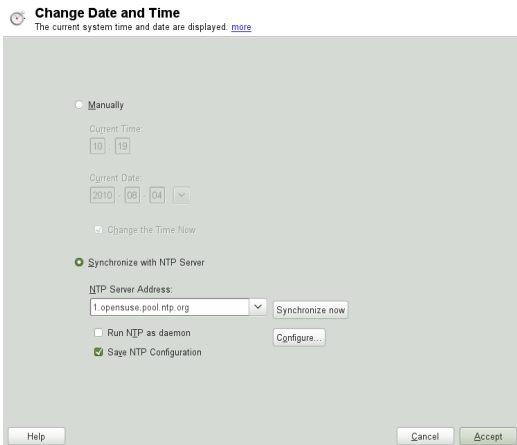 Change Date and Time
The current system time and date are displayed. more
Manually
Current Time:
10 : 19
Current Date:
2010 - 08 - 04
Change the Time Now
Synchronize with NTP Server
NTP Server Address:
1.opensuse.pool.ntp.org
Synchronize now
Run NTP as daemon
Configure...
Save NTP Configuration
Help
Cancel
Accept